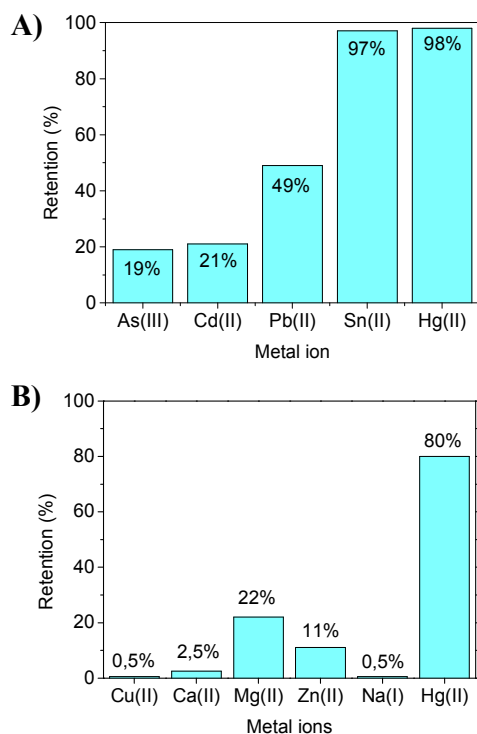 A)
100
80
60
40
20
0
Retention (%)
19%
21%
49%
97%
98%
As(III)
Cd(II)
Pb(II)
Sn(II)
Hg(II)
Metal ion
B)
100
80
60
40
20
0
Retention (%)
0,5%
2,5%
22%
11%
0,5%
80%
Cu(II)
Ca(II)
Mg(II)
Zn(II)
Na(I)
Hg(II)
Metal ions